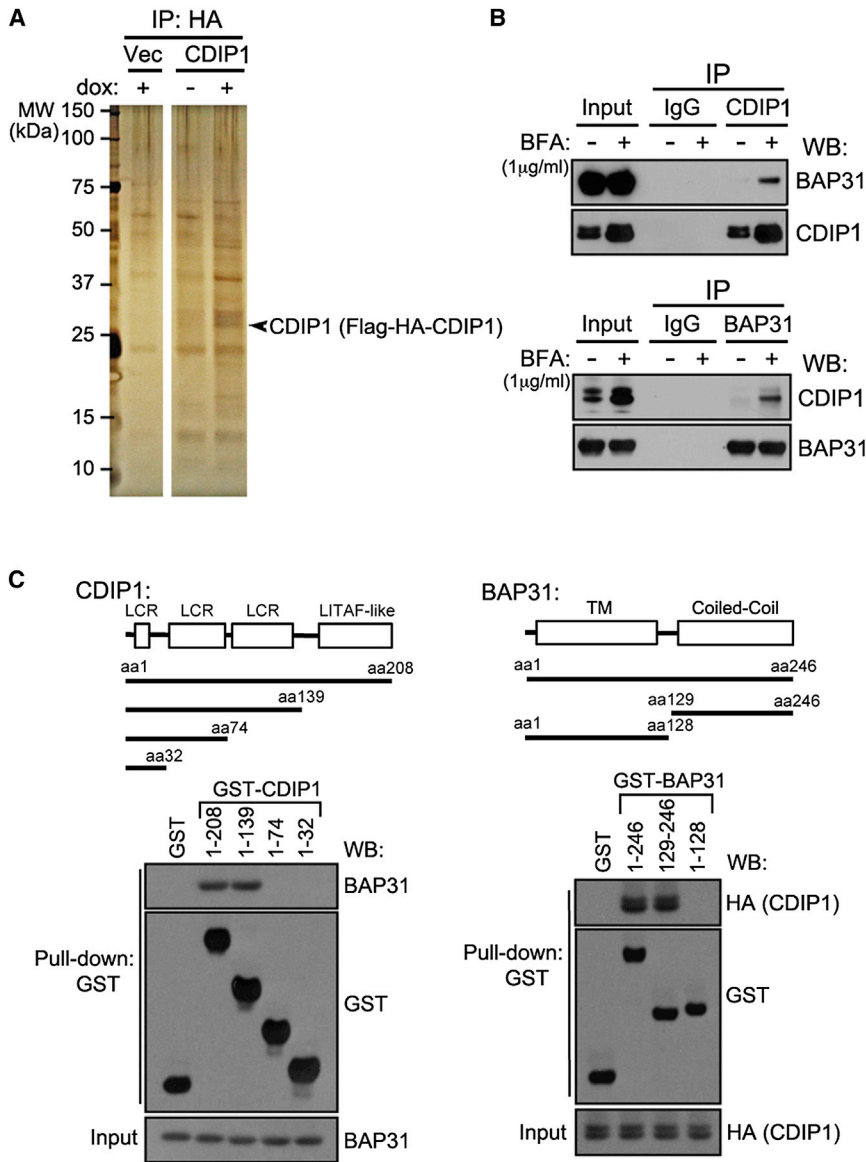 A
IP: HA
Vec CDIP1
dox: + - +
MW
(kDa)
150
100
75
50
37
25
15
10
CDIP1 (Flag-HA-CDIP1)
B
IP
Input IgG CDIP1
BFA: - + - + - + WB:
(1μg/ml)
BAP31
CDIP1
IP
Input IgG BAP31
BFA: - + - + - + WB:
(1μg/ml)
CDIP1
BAP31
C
CDIP1:
LCR LCR LCR LITAF-like
aa1 aa208
aa139
aa74
aa32
GST-CDIP1
GST 1-208 1-139 1-74 1-32 WB:
BAP31
Pull-down:
GST
GST
Input BAP31
BAP31:
TM Coiled-Coil
aa1 aa246
aa129 aa246
aa1 aa128
GST-BAP31
GST 1-246 129-246 1-128 WB:
HA (CDIP1)
Pull-down:
GST
GST
Input HA (CDIP1)